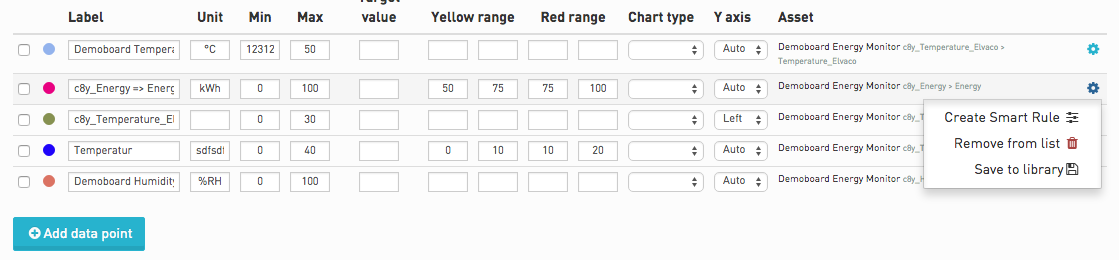 Target
Label Unit Min Max value Yellow range Red range Chart type Y axis Asset
Demoboard Tempera °C 12312 50 Auto Demoboard Energy Monitor c8y_Temperature_Elvaco >
Temperature_Elvaco
c8y_Energy => Energ kWh 0 100 50 75 75 100 Auto Demoboard Energy Monitor c8y_Energy > Energy
c8y_Temperature_El 0 30 Left Demoboard Energy Monitor c8y_T
Temperatur sdfsdf 0 40 0 10 10 20 Auto Demoboard Energy Monitor c8y_T
Demoboard Humidity %RH 0 100 Auto Demoboard Energy Monitor c8y_H
Create Smart Rule
Remove from list
Save to library
Add data point